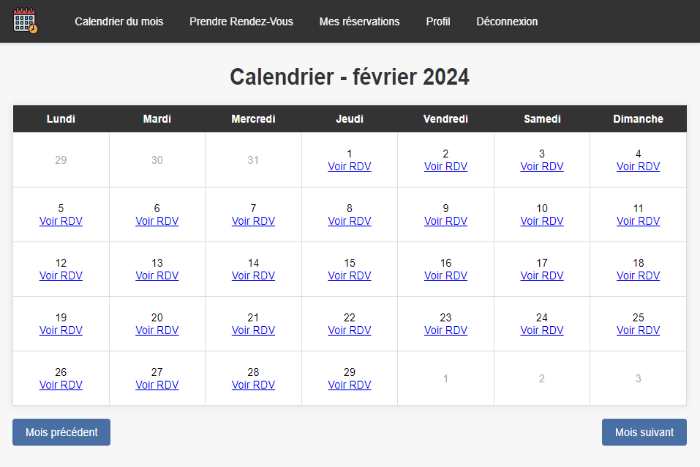 Calendrier du mois Prendre Rendez-Vous Mes réservations Profil Déconnexion
Calendrier - février 2024
Lundi Mardi Mercredi Jeudi Vendredi Samedi Dimanche
29 30 31 1 2 3 4
Voir RDV Voir RDV Voir RDV Voir RDV
5 6 7 8 9 10 11
Voir RDV Voir RDV Voir RDV Voir RDV Voir RDV Voir RDV Voir RDV
12 13 14 15 16 17 18
Voir RDV Voir RDV Voir RDV Voir RDV Voir RDV Voir RDV Voir RDV
19 20 21 22 23 24 25
Voir RDV Voir RDV Voir RDV Voir RDV Voir RDV Voir RDV Voir RDV
26 27 28 29 1 2 3
Voir RDV Voir RDV Voir RDV Voir RDV
Mois précédent Mois suivant